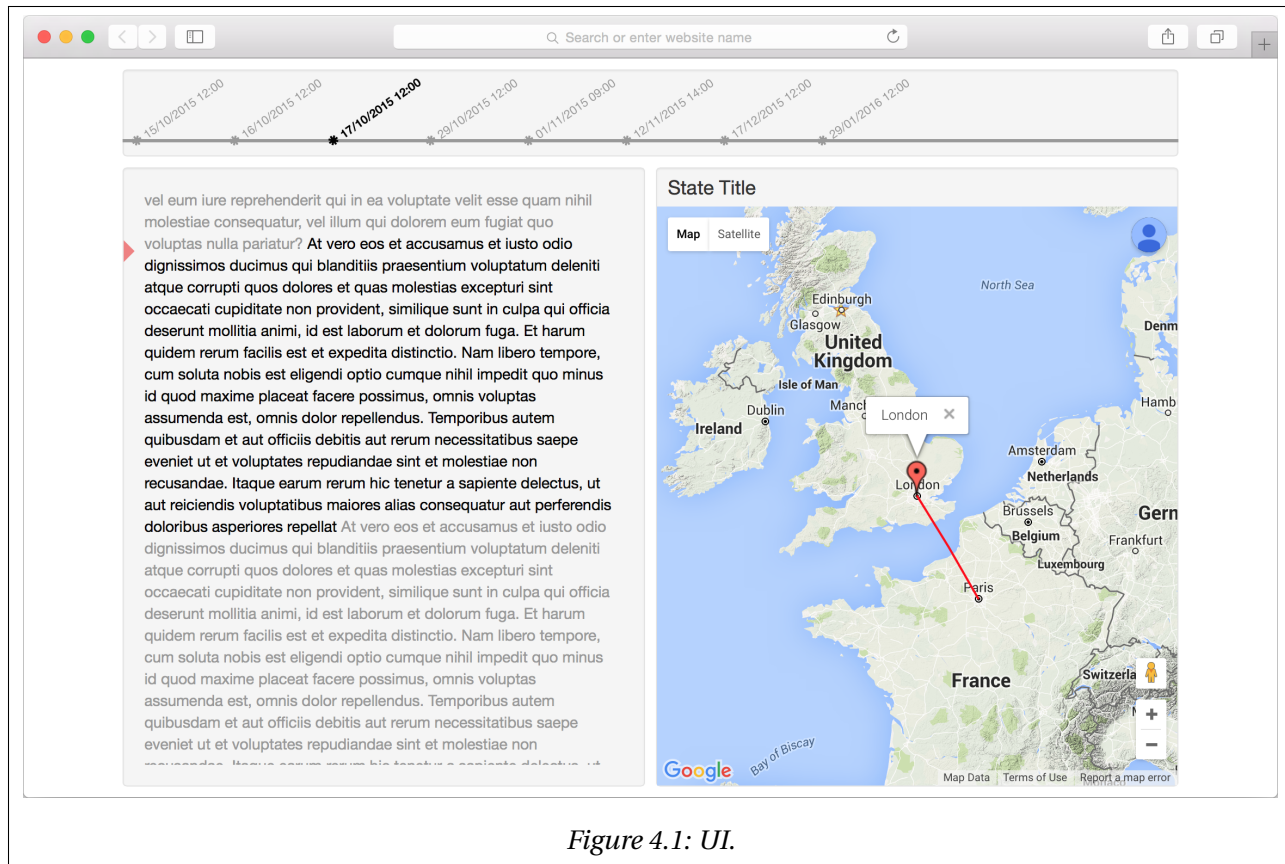 Search or enter website name
15/10/2015 12:00
16/10/2015 12:00
17/10/2015 12:00
29/10/2015 12:00
01/11/2015 09:00
12/11/2015 14:00
17/12/2015 12:00
29/01/2016 12:00
vel eum iure reprehenderit qui in ea voluptate velit esse quam nihil
molestiae consequatur, vel illum qui dolorem eum fugiat quo
voluptas nulla pariatur? At vero eos et accusamus et iusto odio
dignissimos ducimus qui blanditiis praesentium voluptatum deleniti
atque corrupti quos dolores et quas molestias excepturi sint
occaecati cupiditate non provident, similique sunt in culpa qui officia
deserunt mollitia animi, id est laborum et dolorum fuga. Et harum
quidem rerum facilis est et expedita distinctio. Nam libero tempore,
cum soluta nobis est eligendi optio cumque nihil impedit quo minus
id quod maxime placeat facere possimus, omnis voluptas
assumenda est, omnis dolor repellendus. Temporibus autem
quibusdam et aut officiis debitis aut rerum necessitatibus saepe
eveniet ut et voluptates repudiandae sint et molestiae non
recusandae. Itaque earum rerum hic tenetur a sapiente delectus, ut
aut reiciendis voluptatibus maiores alias consequatur aut perferendis
doloribus asperiores repellat At vero eos et accusamus et iusto odio
dignissimos ducimus qui blanditiis praesentium voluptatum deleniti
atque corrupti quos dolores et quas molestias excepturi sint
occaecati cupiditate non provident, similique sunt in culpa qui officia
deserunt mollitia animi, id est laborum et dolorum fuga. Et harum
quidem rerum facilis est et expedita distinctio. Nam libero tempore,
cum soluta nobis est eligendi optio cumque nihil impedit quo minus
id quod maxime placeat facere possimus, omnis voluptas
assumenda est, omnis dolor repellendus. Temporibus autem
quibusdam et aut officiis debitis aut rerum necessitatibus saepe
eveniet ut et voluptates repudiandae sint et molestiae non
State Title
Map Satellite
North Sea
Edinburgh
Glasgow
United
Kingdom
Denm
Isle of Man
Dublin
Ireland
Manch
Hamb
London
Amsterdam
Netherlands
London
Brussels
Belgium
Gern
Frankfurt
Luxembourg
Paris
France
Switzerla
Bay of Biscay
Google
Map Data Terms of Use Report a map error
Figure 4.1: UI.